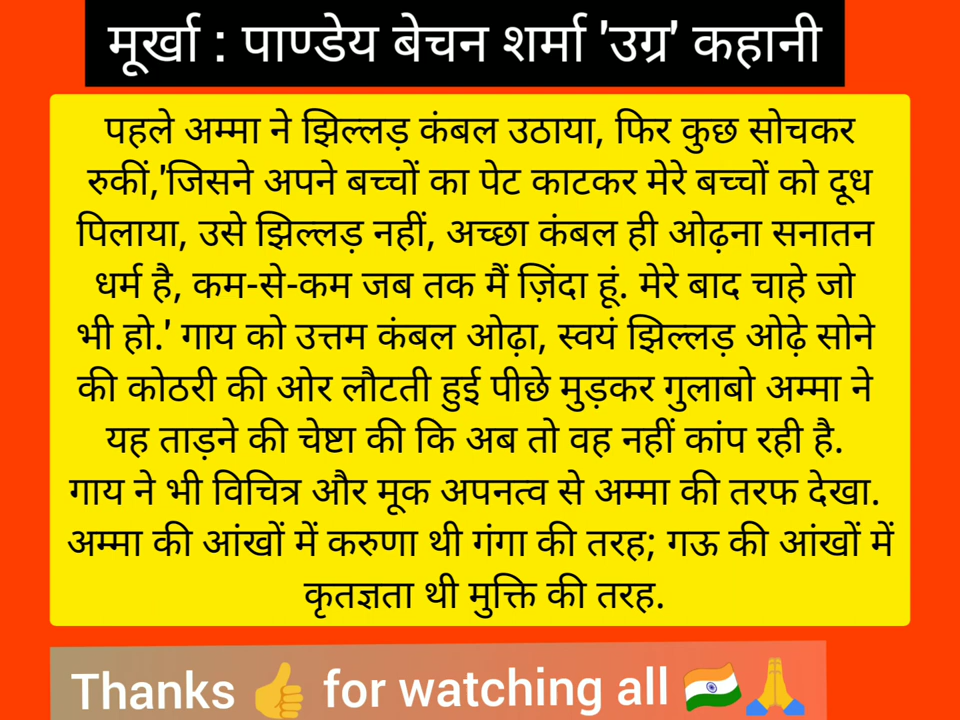 मूर्खा : पाण्डेय बेचन शर्मा 'उग्र' कहानी
पहले अम्मा ने झिल्लड़ कंबल उठाया, फिर कुछ सोचकर
रुकीं,'जिसने अपने बच्चों का पेट काटकर मेरे बच्चों को दूध
पिलाया, उसे झिल्लड़ नहीं, अच्छा कंबल ही ओढ़ना सनातन
धर्म है, कम-से-कम जब तक मैं ज़िंदा हूं. मेरे बाद चाहे जो
भी हो.' गाय को उत्तम कंबल ओढ़ा, स्वयं झिल्लड़ ओढ़े सोने
की कोठरी की ओर लौटती हुई पीछे मुड़कर गुलाबो अम्मा ने
यह ताड़ने की चेष्टा की कि अब तो वह नहीं कांप रही है.
गाय ने भी विचित्र और मूक अपनत्व से अम्मा की तरफ देखा.
अम्मा की आंखों में करुणा थी गंगा की तरह; गऊ की आंखों में
कृतज्ञता थी मुक्ति की तरह.
Thanks 👍 for watching all 🇮🇳🙏